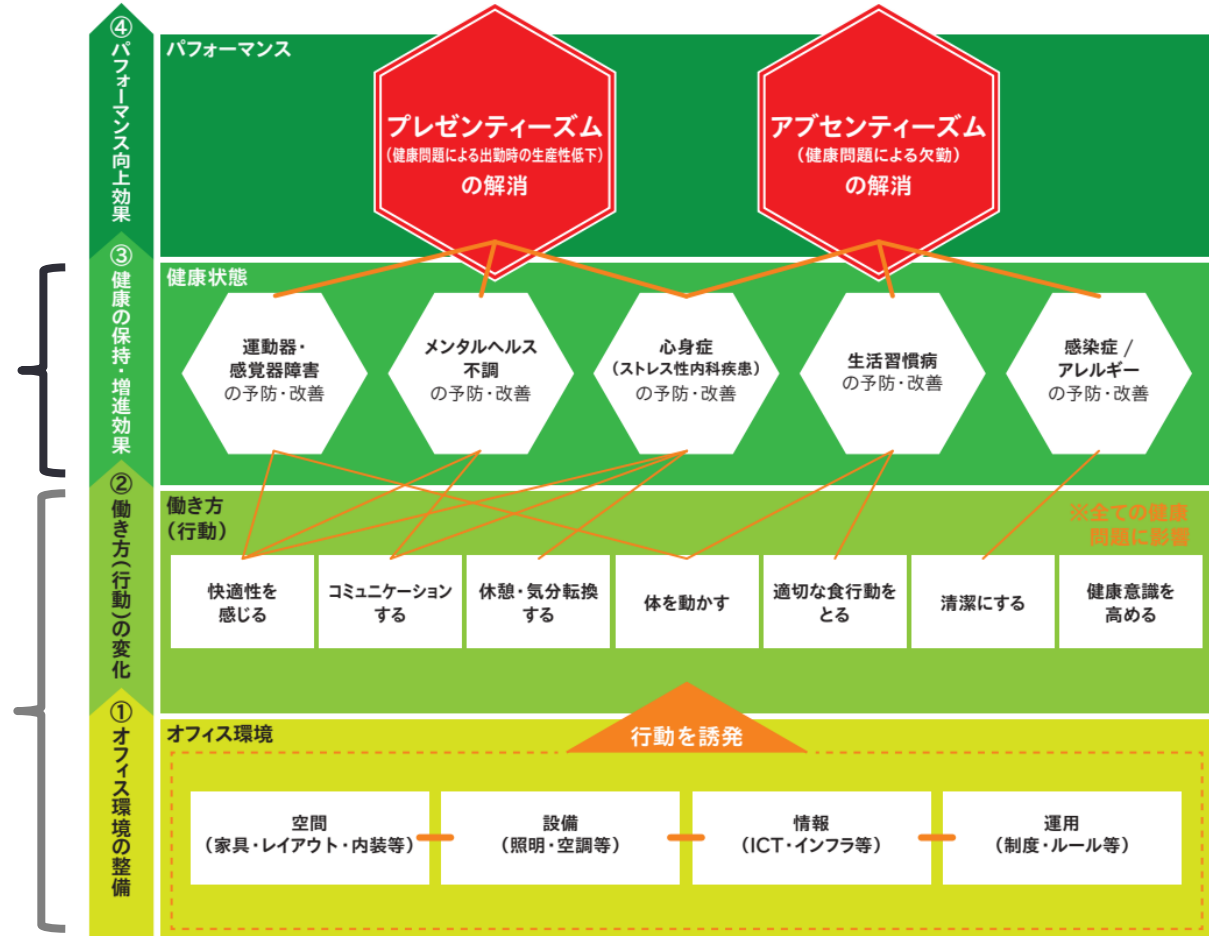 ④パフォーマンス向上効果
パフォーマンス
プレゼンティーズム
(健康問題による出勤時の生産性低下)
の解消
アブセンティーズム
(健康問題による欠勤)
の解消
③健康の保持・増進効果
健康状態
運動器・
感覚器障害
の予防・改善
メンタルヘルス
不調
の予防・改善
心身症
(ストレス性内科疾患)
の予防・改善
生活習慣病
の予防・改善
感染症 /
アレルギー
の予防・改善
②働き方(行動)の変化
働き方
(行動)
※全ての健康
問題に影響
快適性を
感じる
コミュニケーション
する
休憩・気分転換
する
体を動かす
適切な食行動を
とる
清潔にする
健康意識を
高める
①オフィス環境の整備
オフィス環境
行動を誘発
空間
(家具・レイアウト・内装等)
設備
(照明・空調等)
情報
(ICT・インフラ等)
運用
(制度・ルール等)